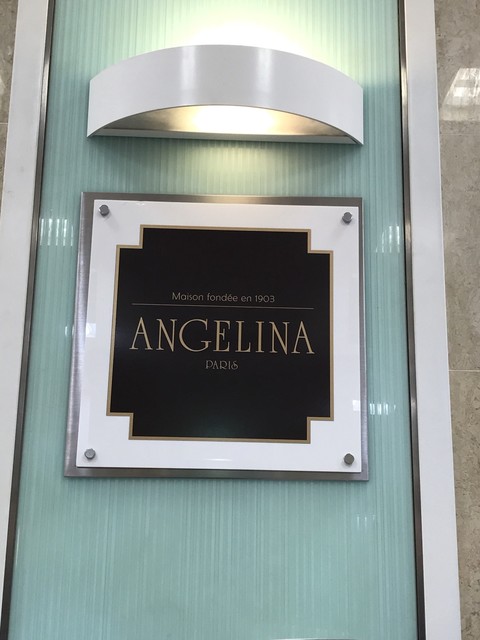 Maison fondée en 1903
ANGELINA
PARIS